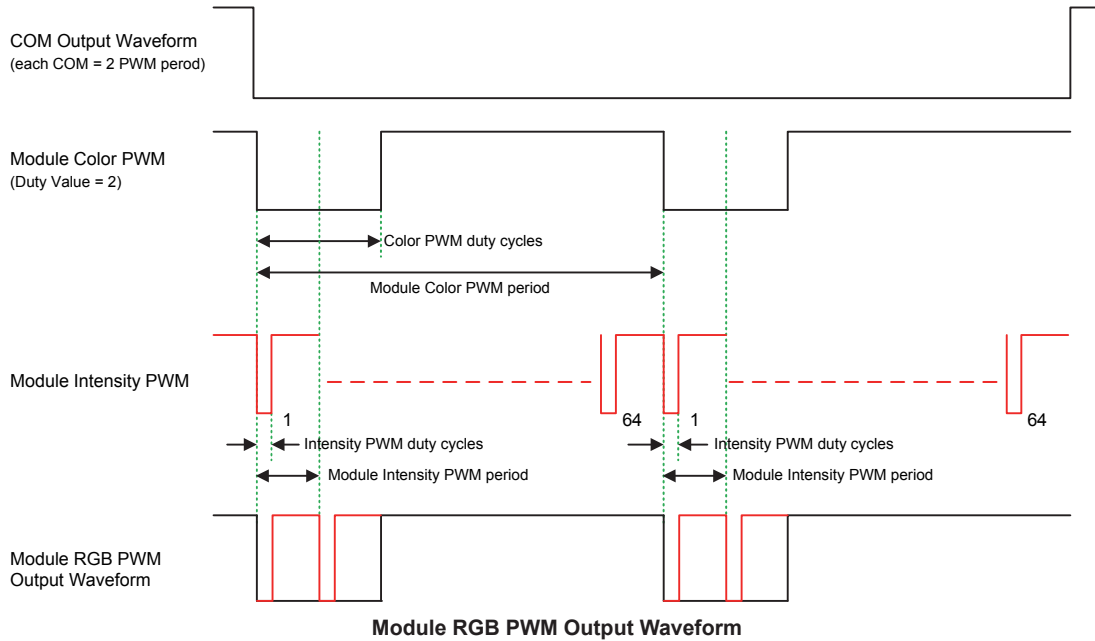 COM Output Waveform
(each COM = 2 PWM perod)
Module Color PWM
(Duty Value = 2)
Color PWM duty cycles
Module Color PWM period
Module Intensity PWM
1
64
1
64
Intensity PWM duty cycles
Intensity PWM duty cycles
Module Intensity PWM period
Module Intensity PWM period
Module RGB PWM
Output Waveform
Module RGB PWM Output Waveform